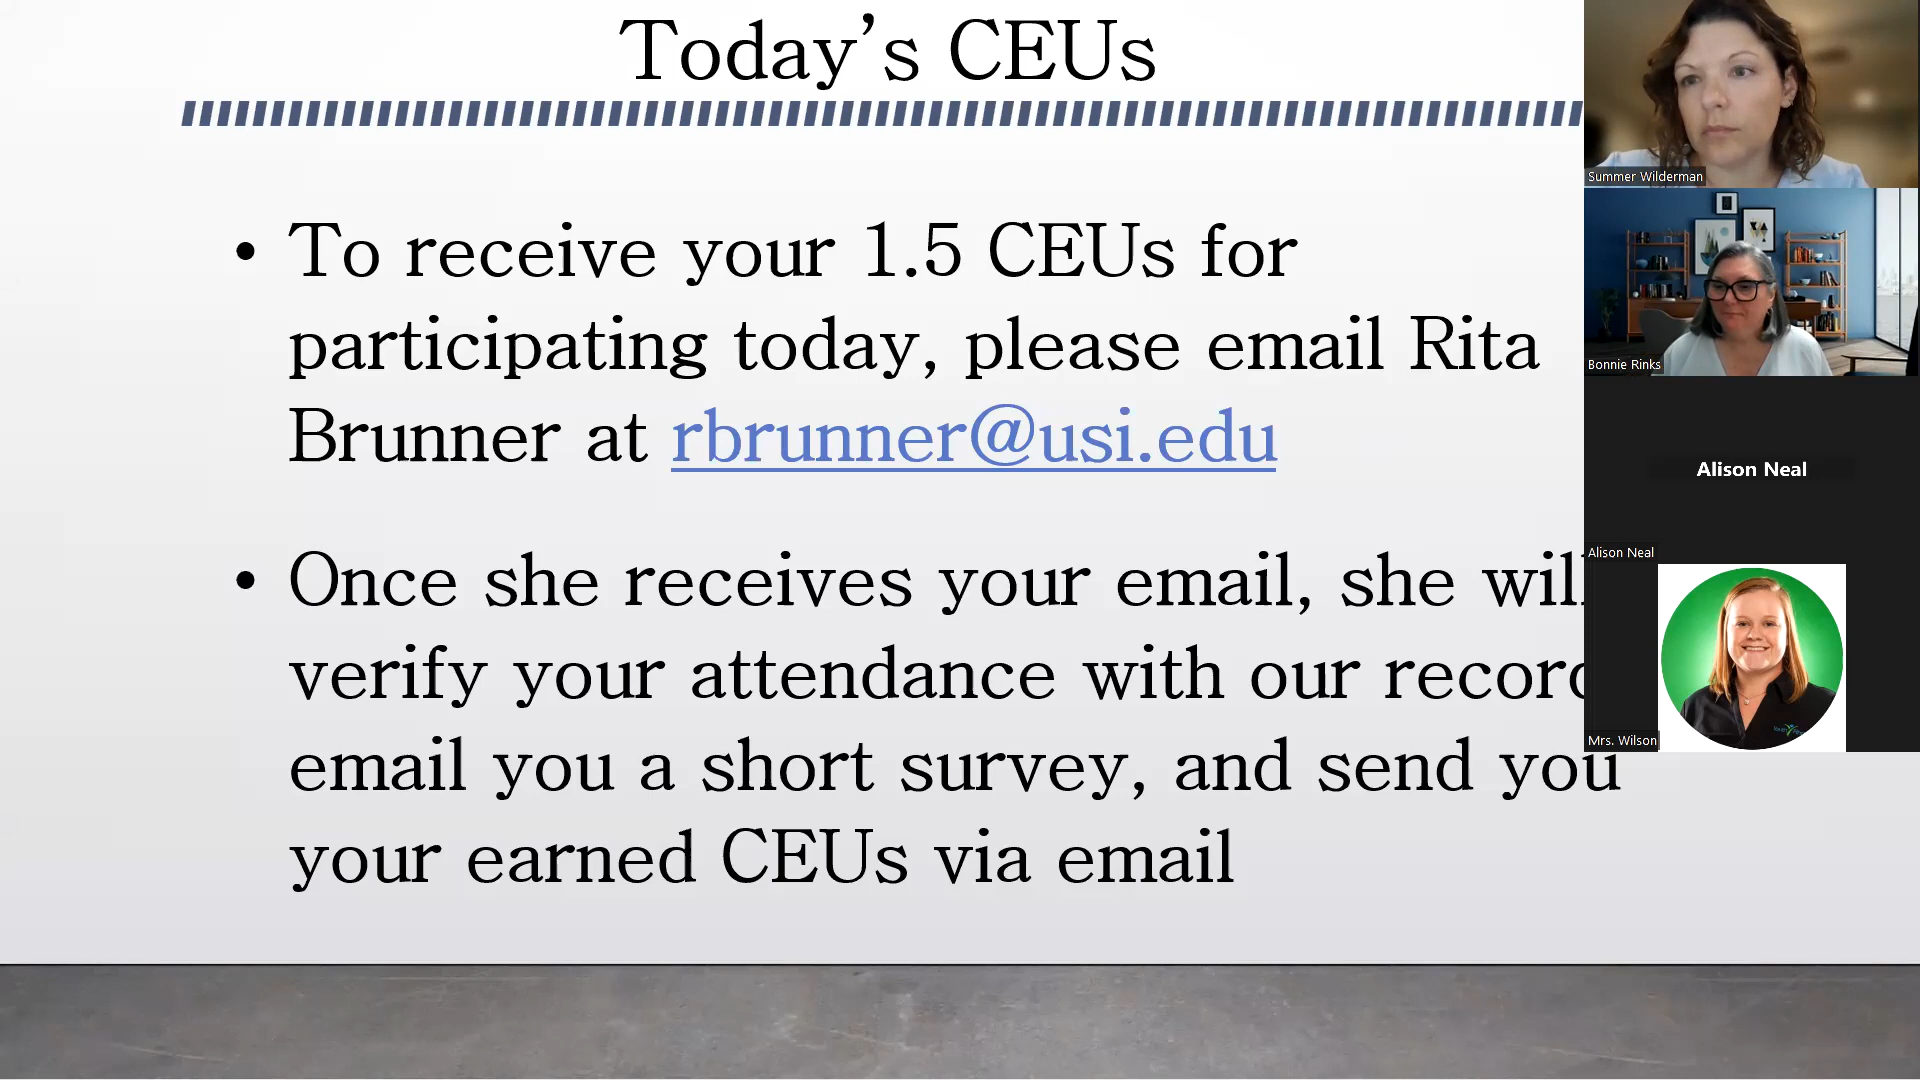 Today's CEUs
• To receive your 1.5 CEUs for
participating today, please email Rita
Brunner at rbrunner@usi.edu
• Once she receives your email, she will
verify your attendance with our
email you a short survey, and send you
your earned CEUs via email
Summer Wilderman
Bonnie Rinks
Alison Neal
Alison Neal
Mrs. Wilson